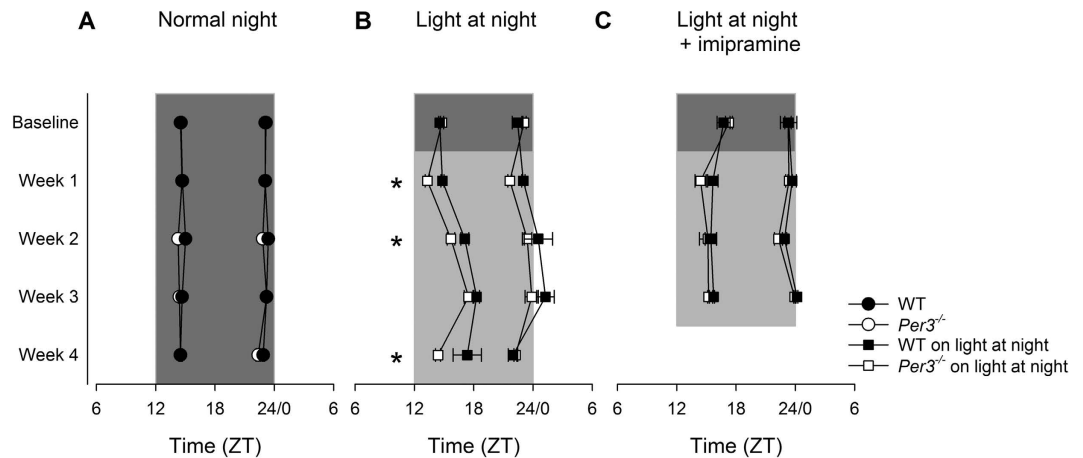 A Normal night
B Light at night
C Light at night
+ imipramine
Baseline
Week 1
*
Week 2
*
Week 3
Week 4
*
WT
Per3-/-
WT on light at night
Per3-/- on light at night
6 12 18 24/0 6
6 12 18 24/0 6
6 12 18 24/0 6
Time (ZT)
Time (ZT)
Time (ZT)